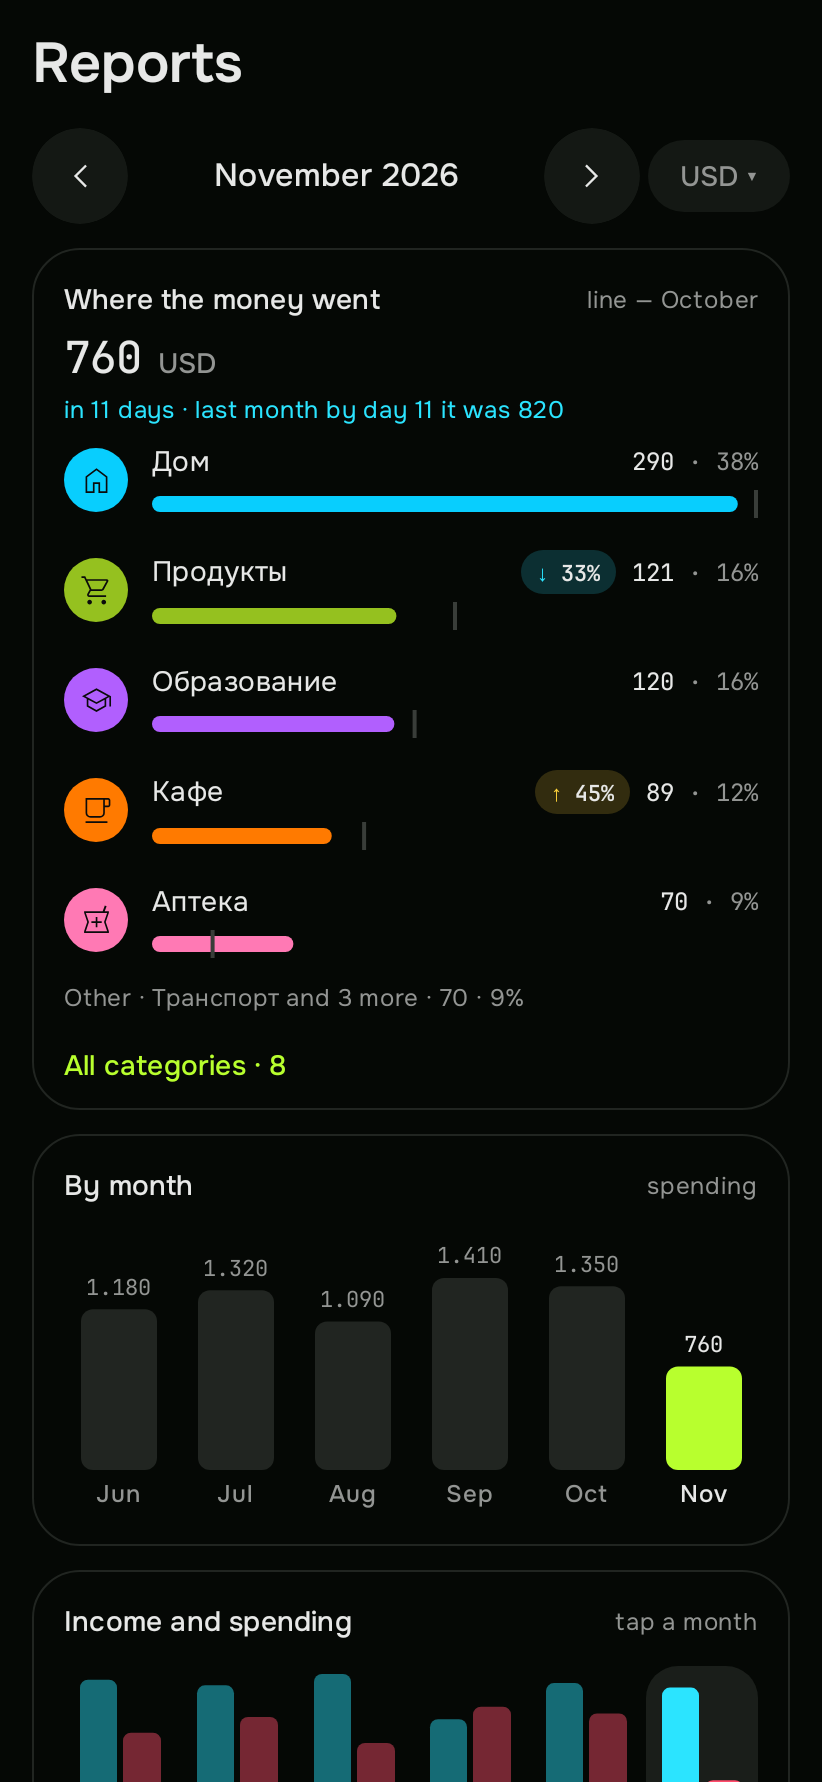 Reports
November 2026
USD ▾
Where the money went
line — October
760 USD
in 11 days · last month by day 11 it was 820
Дом
290 · 38%
Продукты
↓ 33% 121 · 16%
Образование
120 · 16%
Кафе
↑ 45% 89 · 12%
Аптека
70 · 9%
Other · Транспорт and 3 more · 70 · 9%
All categories · 8
By month
spending
1.180 1.320 1.090 1.410 1.350 760
Jun Jul Aug Sep Oct Nov
Income and spending
tap a month